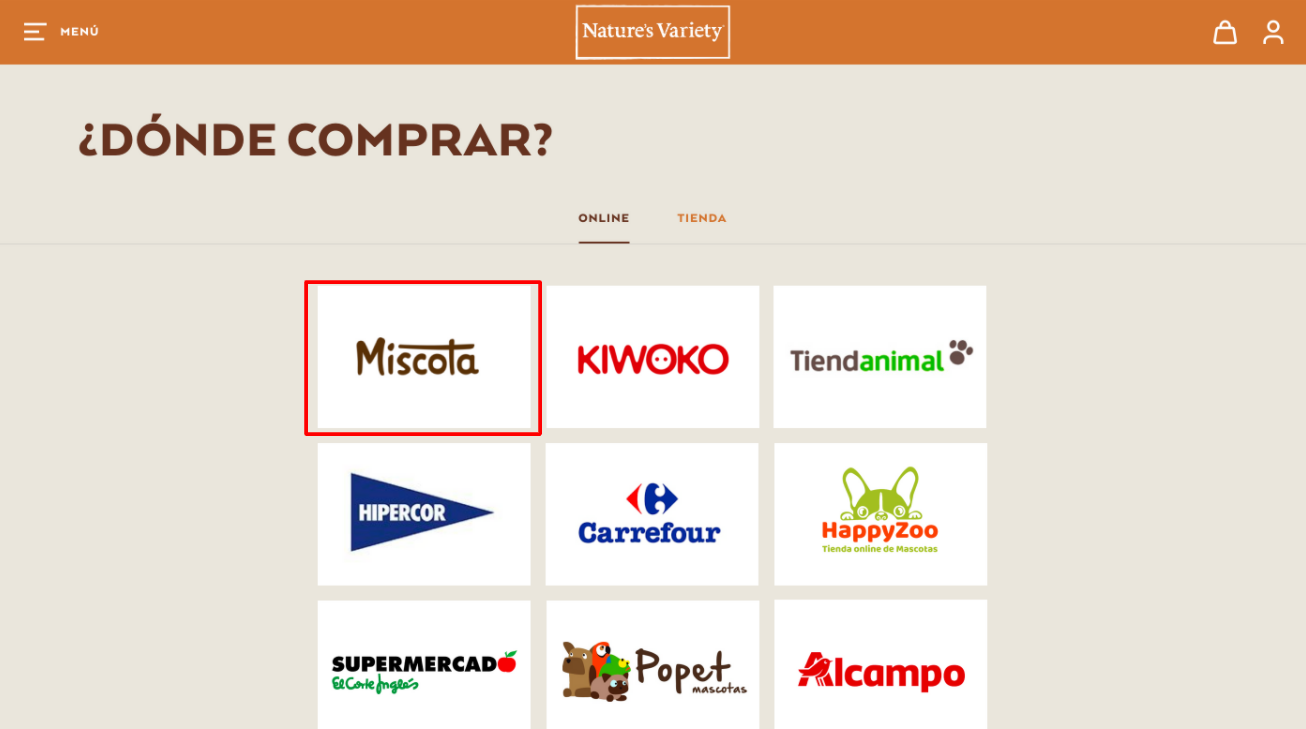 MENÚ
Nature's Variety
¿DÓNDE COMPRAR?
ONLINE TIENDA
Miscota
KIWOKO
Tiendanimal
HIPERCOR
Carrefour
HappyZoo
Tienda online de Mascotas
SUPERMERCADO
El Corte Inglés
Popet
mascotas
Alcampo